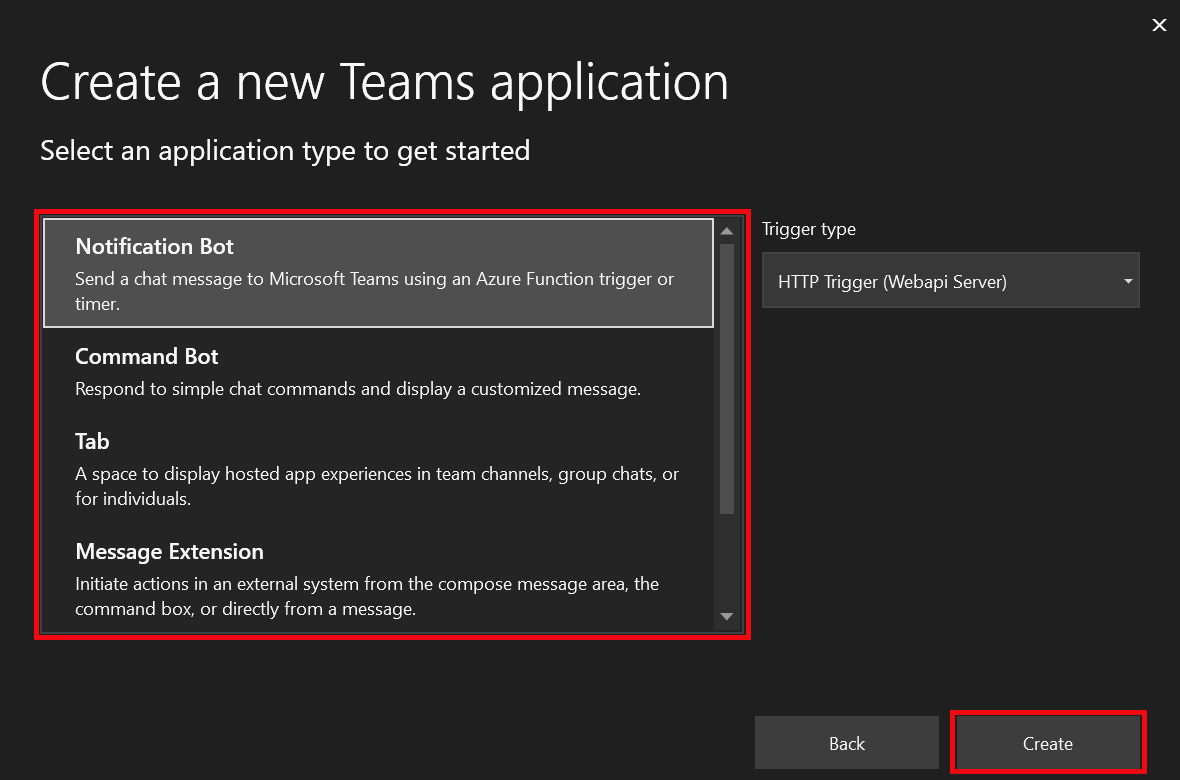 Create a new Teams application
Select an application type to get started
Notification Bot
Send a chat message to Microsoft Teams using an Azure Function trigger or
timer.
Command Bot
Respond to simple chat commands and display a customized message.
Tab
A space to display hosted app experiences in team channels, group chats, or
for individuals.
Message Extension
Initiate actions in an external system from the compose message area, the
command box, or directly from a message.
Trigger type
HTTP Trigger (Webapi Server)
Back
Create